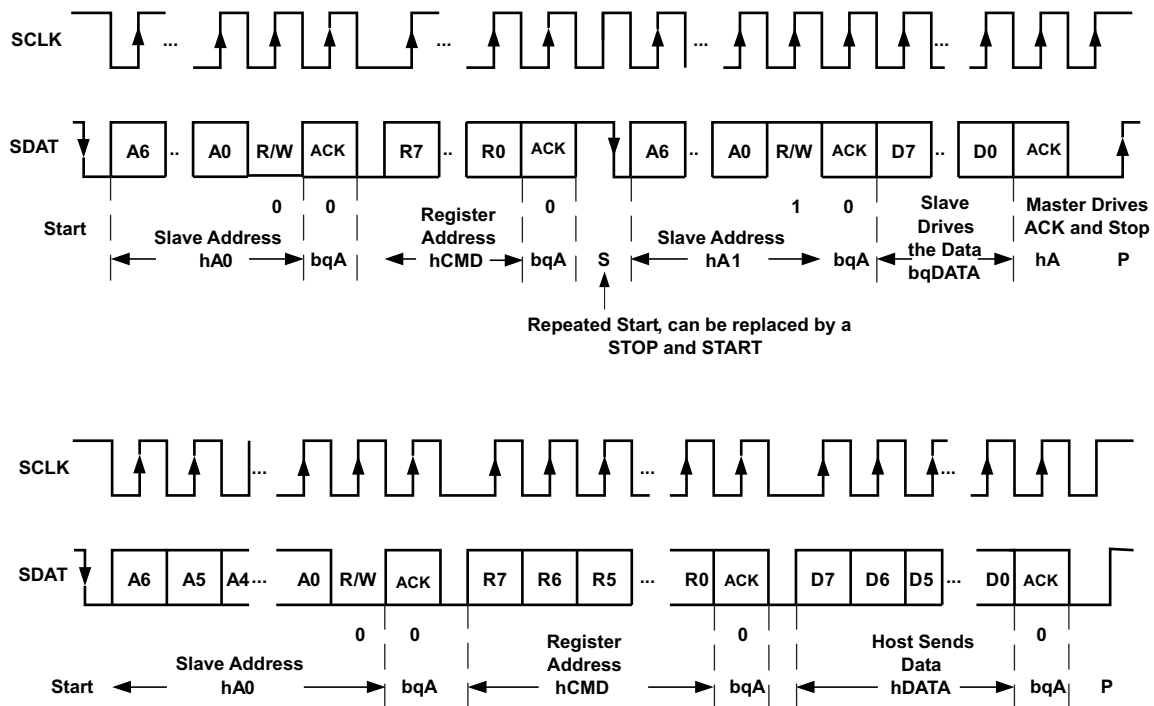 SCLK ... ... ... ...
SDAT A6 .. A0 R/W ACK R7 .. R0 ACK A6 .. A0 R/W ACK D7 .. D0 ACK
0 0 0 1 0
Start
Slave Address
hA0
bqA
Register
Address
hCMD
bqA
S
Slave Address
hA1
bqA
Slave
Drives
the Data
bqDATA
Master Drives
ACK and Stop
hA
P
Repeated Start, can be replaced by a
STOP and START
SCLK ... ... ...
SDAT A6 A5 A4 ... A0 R/W ACK R7 R6 R5 ... R0 ACK D7 D6 D5 ... D0 ACK
0 0 0 0
Start
Slave Address
hA0
bqA
Register
Address
hCMD
bqA
Host Sends
Data
hDATA
bqA
P